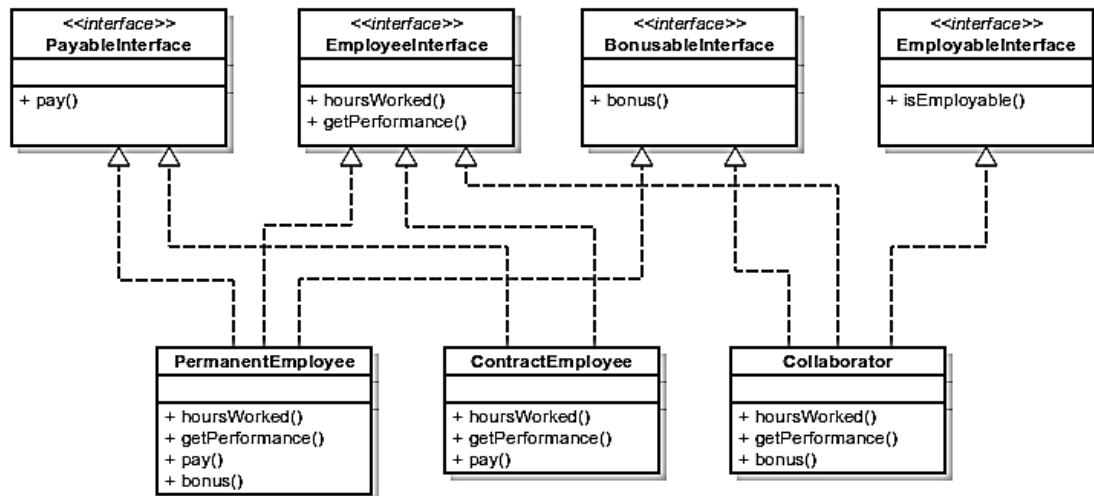 <<interface>>
PayableInterface
+ pay()
<<interface>>
EmployeeInterface
+ hoursWorked()
+ getPerformance()
<<interface>>
BonusableInterface
+ bonus()
<<interface>>
EmployableInterface
+ isEmployable()
PermanentEmployee
+ hoursWorked()
+ getPerformance()
+ pay()
+ bonus()
ContractEmployee
+ hoursWorked()
+ getPerformance()
+ pay()
Collaborator
+ hoursWorked()
+ getPerformance()
+ bonus()